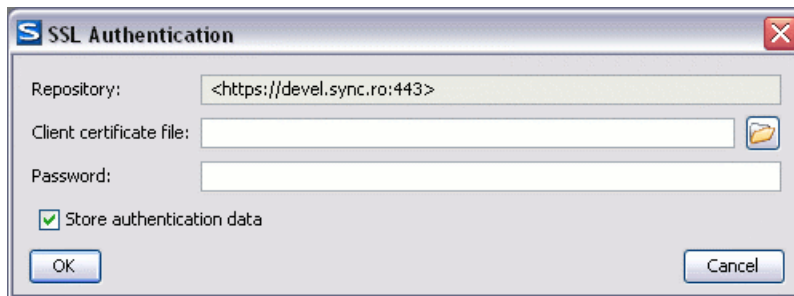 S SSL Authentication
Repository: <https://devel.sync.ro:443>
Client certificate file:
Password:
Store authentication data
OK Cancel